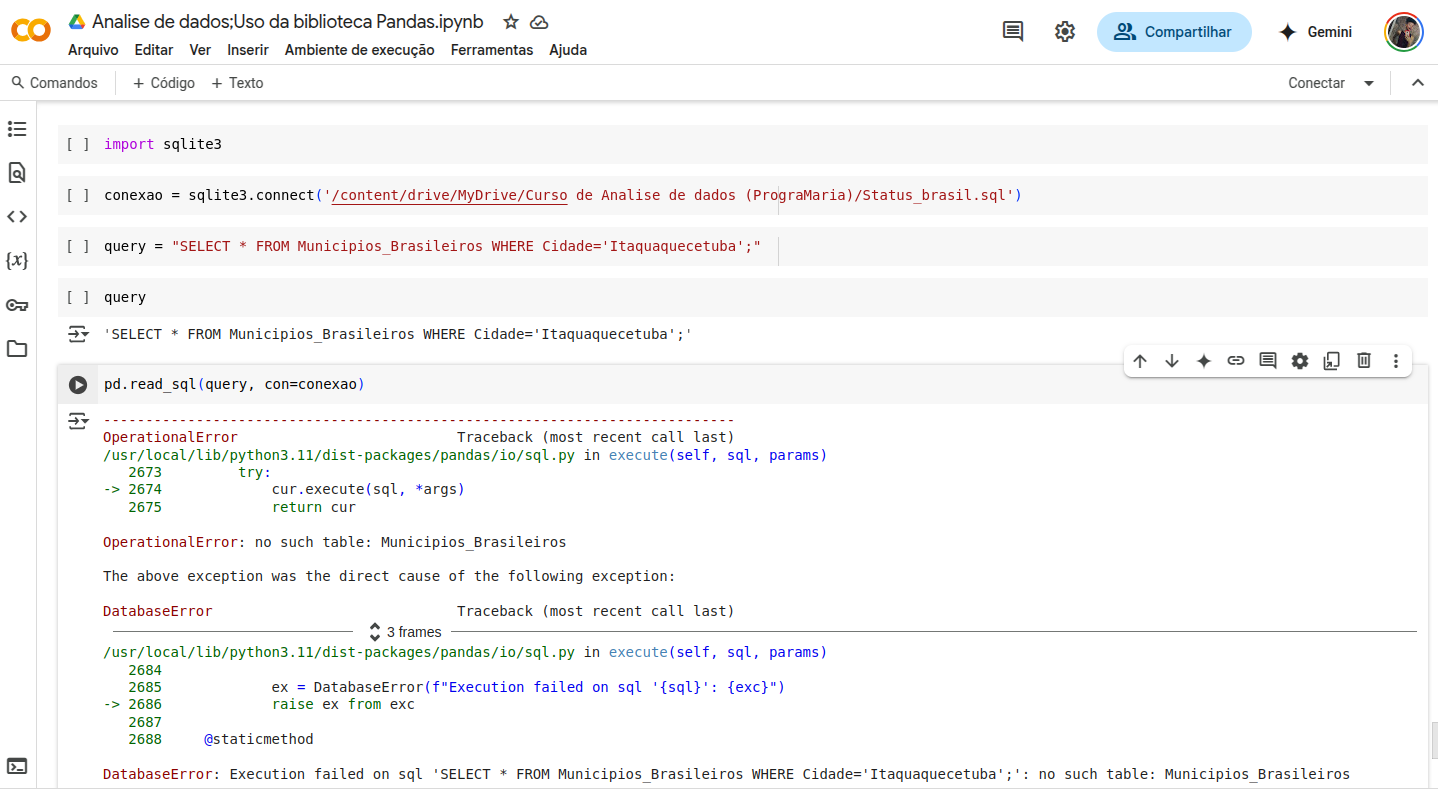 Analise de dados;Uso da biblioteca Pandas.ipynb
Arquivo Editar Ver Inserir Ambiente de execução Ferramentas Ajuda
Compartilhar
Gemini
Comandos + Código + Texto
Conectar
[ ] import sqlite3
[ ] conexao = sqlite3.connect('/content/drive/MyDrive/Curso de Analise de dados (PrograMaria)/Status_brasil.sql')
[ ] query = "SELECT * FROM Municipios_Brasileiros WHERE Cidade='Itaquaquecetuba';"
[ ] query
'SELECT * FROM Municipios_Brasileiros WHERE Cidade='Itaquaquecetuba';'
pd.read_sql(query, con=conexao)
---------------------------------------------------------------------------
OperationalError                          Traceback (most recent call last)
/usr/local/lib/python3.11/dist-packages/pandas/io/sql.py in execute(self, sql, params)
   2673         try:
-> 2674             cur.execute(sql, *args)
   2675             return cur
OperationalError: no such table: Municipios_Brasileiros
The above exception was the direct cause of the following exception:
DatabaseError                             Traceback (most recent call last)
3 frames
/usr/local/lib/python3.11/dist-packages/pandas/io/sql.py in execute(self, sql, params)
   2684
   2685             ex = DatabaseError(f"Execution failed on sql '{sql}': {exc}")
-> 2686             raise ex from exc
   2687
   2688     @staticmethod
DatabaseError: Execution failed on sql 'SELECT * FROM Municipios_Brasileiros WHERE Cidade='Itaquaquecetuba';': no such table: Municipios_Brasileiros